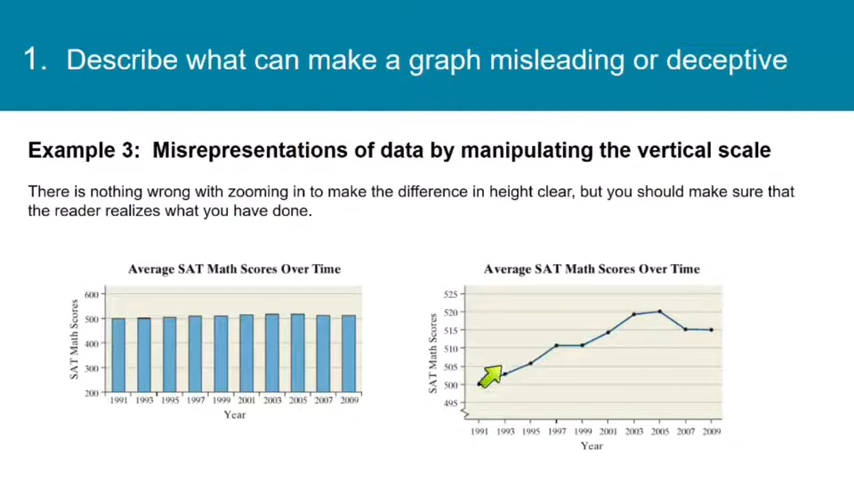 1. Describe what can make a graph misleading or deceptive
Example 3: Misrepresentations of data by manipulating the vertical scale
There is nothing wrong with zooming in to make the difference in height clear, but you should make sure that
the reader realizes what you have done.
Average SAT Math Scores Over Time
SAT Math Scores
600
500
400
300
200
1991 1993 1995 1997 1999 2001 2003 2005 2007 2009
Year
Average SAT Math Scores Over Time
SAT Math Scores
525
520
515
510
505
500
495
1991 1993 1995 1997 1999 2001 2003 2005 2007 2009
Year